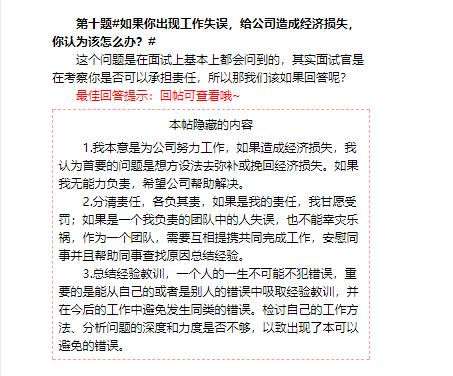 第十题#如果你出现工作失误，给公司造成经济损失，
你认为该怎么办？#
这个问题是在面试上基本上都会问到的，其实面试官是
在考察你是否可以承担责任，所以那我们该如果回答呢？
最佳回答提示：回帖可查看哦~
本帖隐藏的内容
1.我本意是为公司努力工作，如果造成经济损失，我
认为首要的问题是想方设法去弥补或挽回经济损失。如果
我无能力负责，希望公司帮助解决。
2.分清责任，各负其责，如果是我的责任，我甘愿受
罚；如果是一个我负责的团队中的人失误，也不能幸灾乐
祸，作为一个团队，需要互相提携共同完成工作，安慰同
事并且帮助同事查找原因总结经验。
3.总结经验教训，一个人的一生不可能不犯错误，重
要的是能从自己的或者是别人的错误中吸取经验教训，并
在今后的工作中避免发生同类的错误。检讨自己的工作方
法、分析问题的深度和力度是否不够，以致出现了本可以
避免的错误。